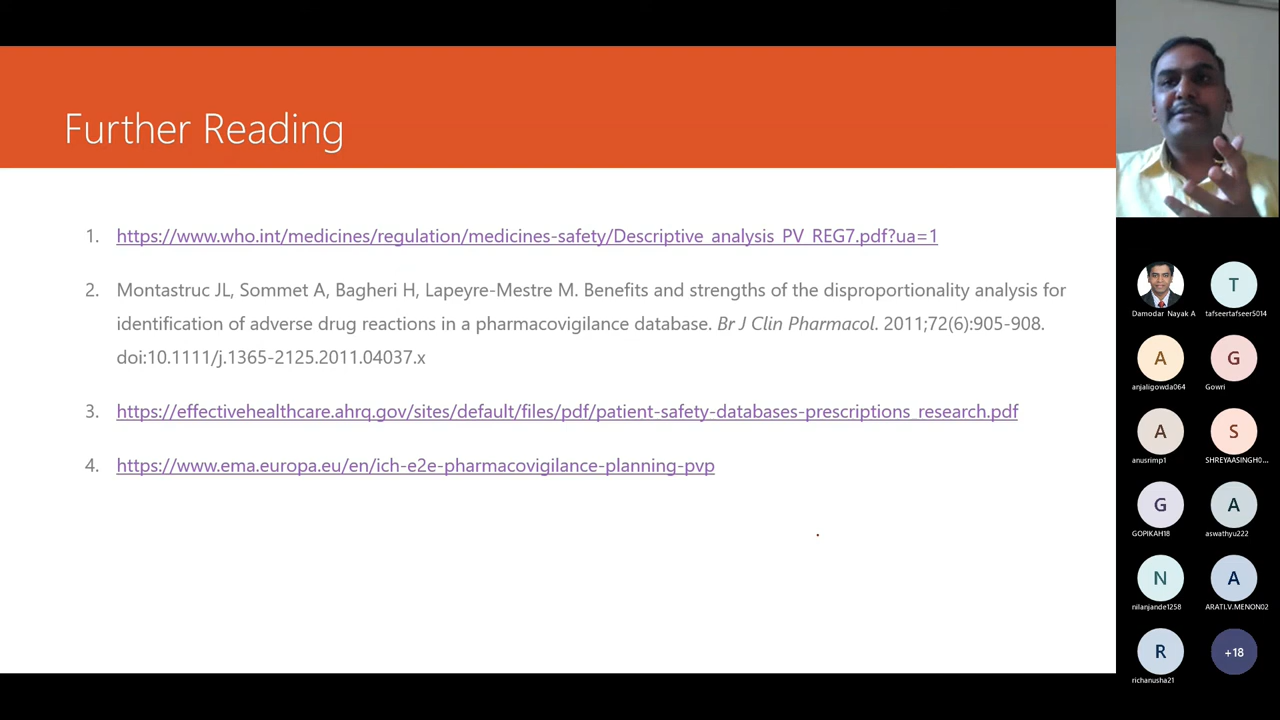 Further Reading
1. https://www.who.int/medicines/regulation/medicines-safety/Descriptive_analysis_PV_REG7.pdf?ua=1
2. Montastruc JL, Sommet A, Bagheri H, Lapeyre-Mestre M. Benefits and strengths of the disproportionality analysis for
identification of adverse drug reactions in a pharmacovigilance database. Br J Clin Pharmacol. 2011;72(6):905-908.
doi:10.1111/j.1365-2125.2011.04037.x
3. https://effectivehealthcare.ahrq.gov/sites/default/files/pdf/patient-safety-databases-prescriptions_research.pdf
4. https://www.ema.europa.eu/en/ich-e2e-pharmacovigilance-planning-pvp
Damodar Nayak A
T
tafseertafseer5014
A
anjaligowda064
G
Gowri
A
anusrimp1
S
SHREYAASINGH0...
G
GOPIKAH18
A
aswathyu222
N
nilanjande1258
A
ARATI.V.MENON02
R
richanusha21
+18